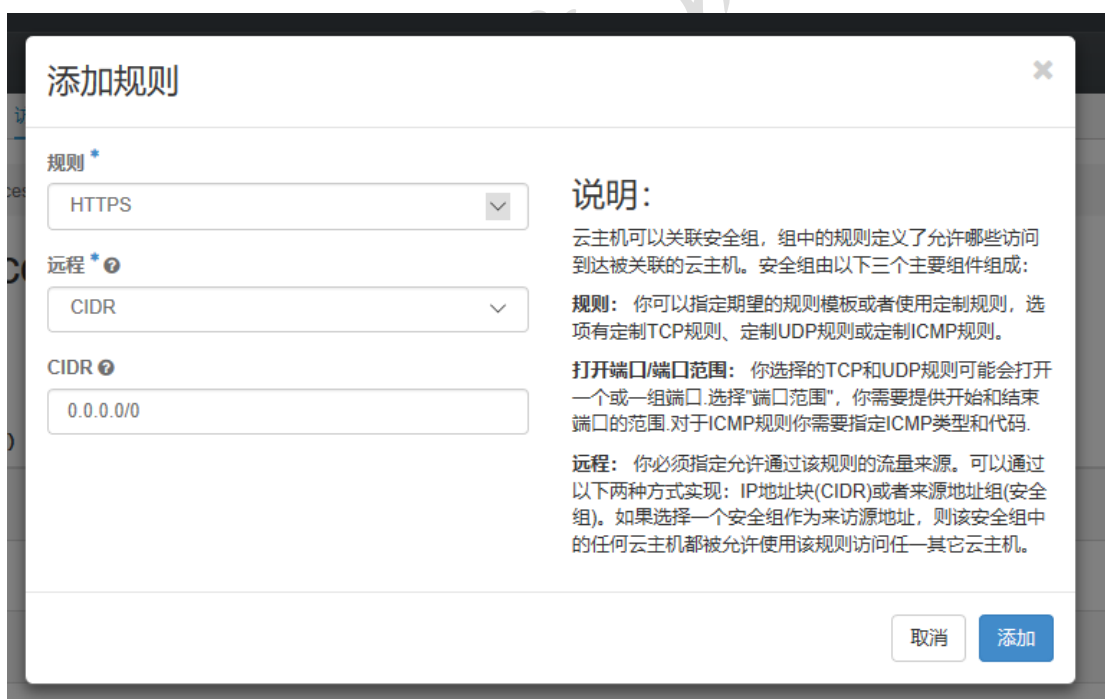 添加规则
×
规则 *
HTTPS
远程 *
CIDR
CIDR
0.0.0.0/0
说明：
云主机可以关联安全组，组中的规则定义了允许哪些访问
到达被关联的云主机。安全组由以下三个主要组件组成：
规则： 你可以指定期望的规则模板或者使用定制规则，选
项有定制TCP规则、定制UDP规则或定制ICMP规则。
打开端口/端口范围： 你选择的TCP和UDP规则可能会打开
一个或一组端口.选择"端口范围"，你需要提供开始和结束
端口的范围.对于ICMP规则你需要指定ICMP类型和代码.
远程： 你必须指定允许通过该规则的流量来源。可以通过
以下两种方式实现：IP地址块(CIDR)或者来源地址组(安全
组)。如果选择一个安全组作为来访源地址，则该安全组中
的任何云主机都被允许使用该规则访问任一其它云主机。
取消
添加